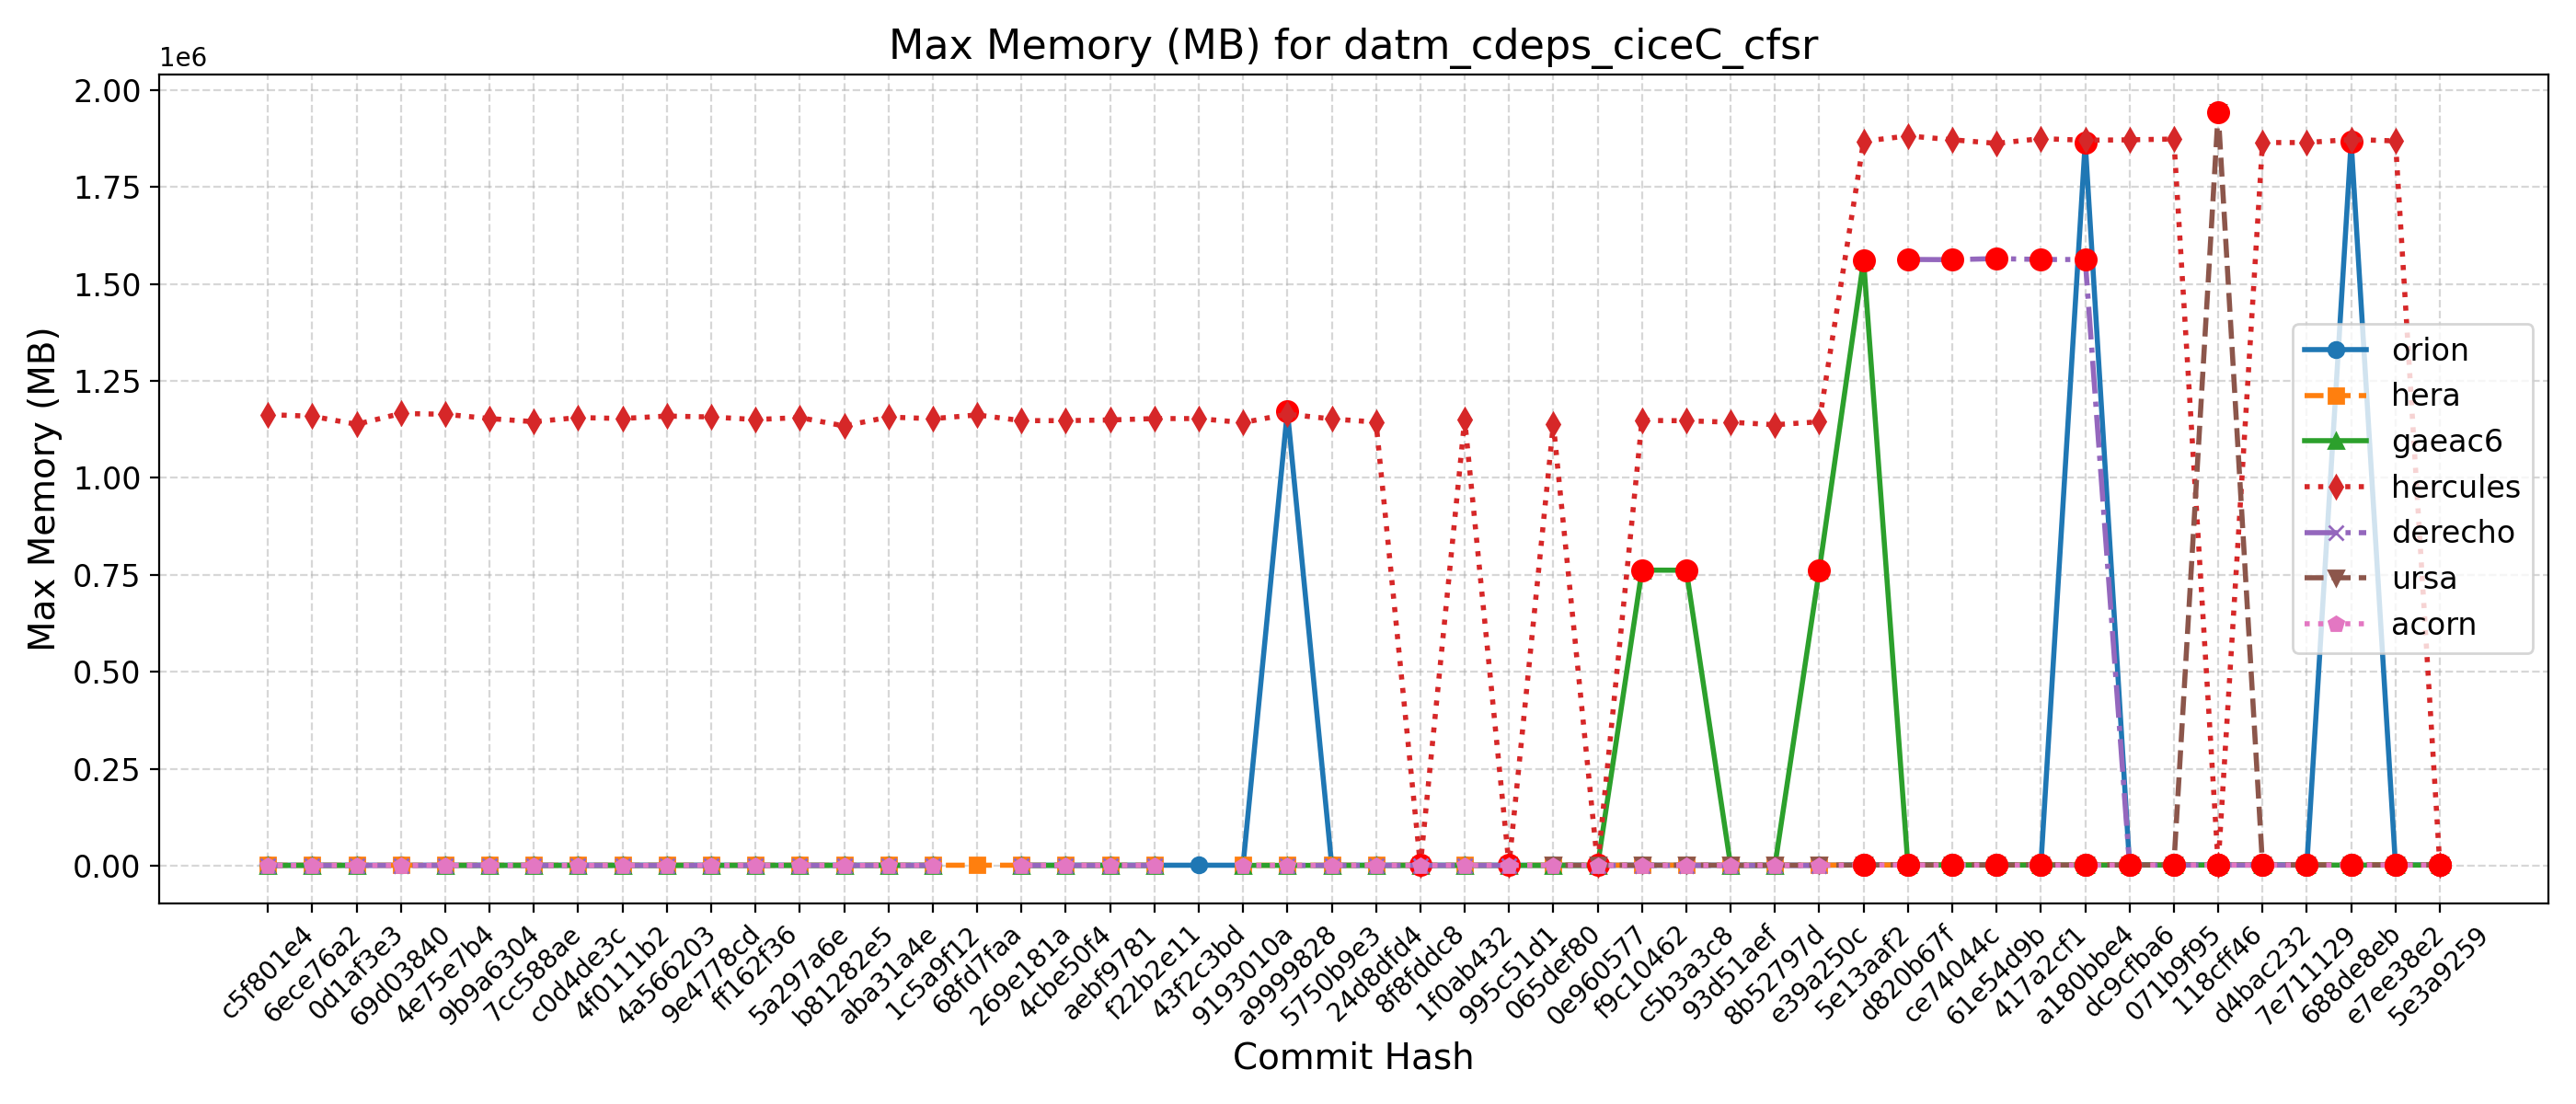 Max Memory (MB) for datm_cdeps_ciceC_cfsr
1e6
2.00
1.75
1.50
1.25
1.00
0.75
0.50
0.25
0.00
Max Memory (MB)
orion
hera
gaeac6
hercules
derecho
ursa
acorn
c5f801e4
6ece76a2
0d1af3e3
69d03840
4e75e7b4
9b9a6304
7cc588ae
c0d4de3c
4f0111b2
4a566203
9e4778cd
ff162f36
5a297a6e
b81282e5
aba31a4e
1c5a9f12
68fd7faa
269e181a
4cbe50f4
aebf9781
f22b2e11
43f2c3bd
9193010a
a9999828
5750b9e3
24d8dfd4
8f8fddc8
1f0ab432
995c51d1
065def80
0e960577
f9c10462
c5b3a3c8
93d51aef
8b52797d
e39a250c
5e13aaf2
d820b67f
ce74044c
61e54d9b
417a2cf1
a180bbe4
dc9cfba6
071b9f95
118cff46
d4bac232
7e711129
688de8eb
e7ee38e2
5e3a9259
Commit Hash